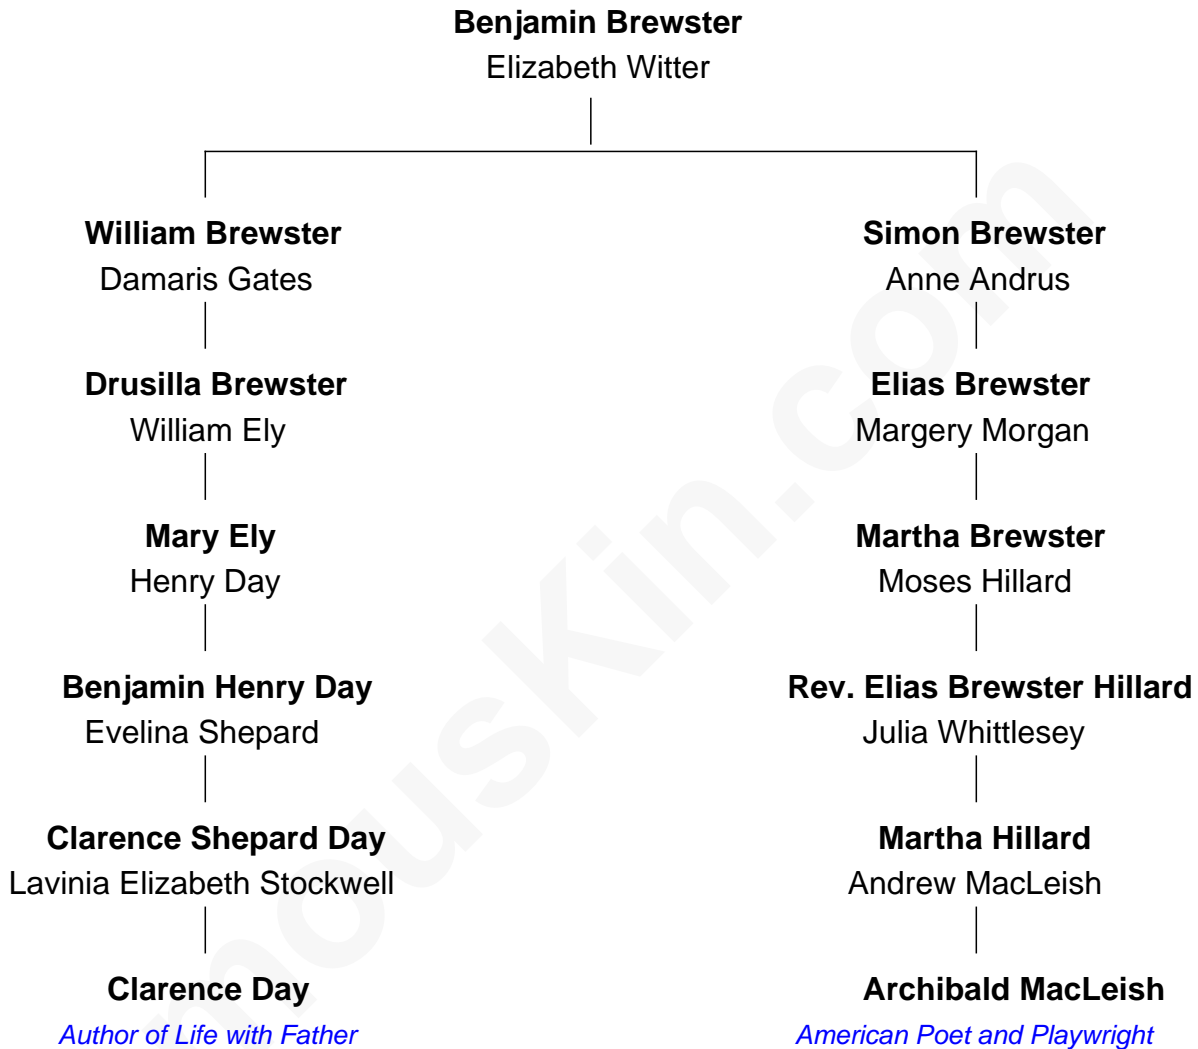 Benjamin Brewster
Elizabeth Witter
William Brewster
Damaris Gates
Drusilla Brewster
William Ely
Mary Ely
Henry Day
Benjamin Henry Day
Evelina Shepard
Clarence Shepard Day
Lavinia Elizabeth Stockwell
Clarence Day
Author of Life with Father
Simon Brewster
Anne Andrus
Elias Brewster
Margery Morgan
Martha Brewster
Moses Hillard
Rev. Elias Brewster Hillard
Julia Whittlesey
Martha Hillard
Andrew MacLeish
Archibald MacLeish
American Poet and Playwright
mousKin.com